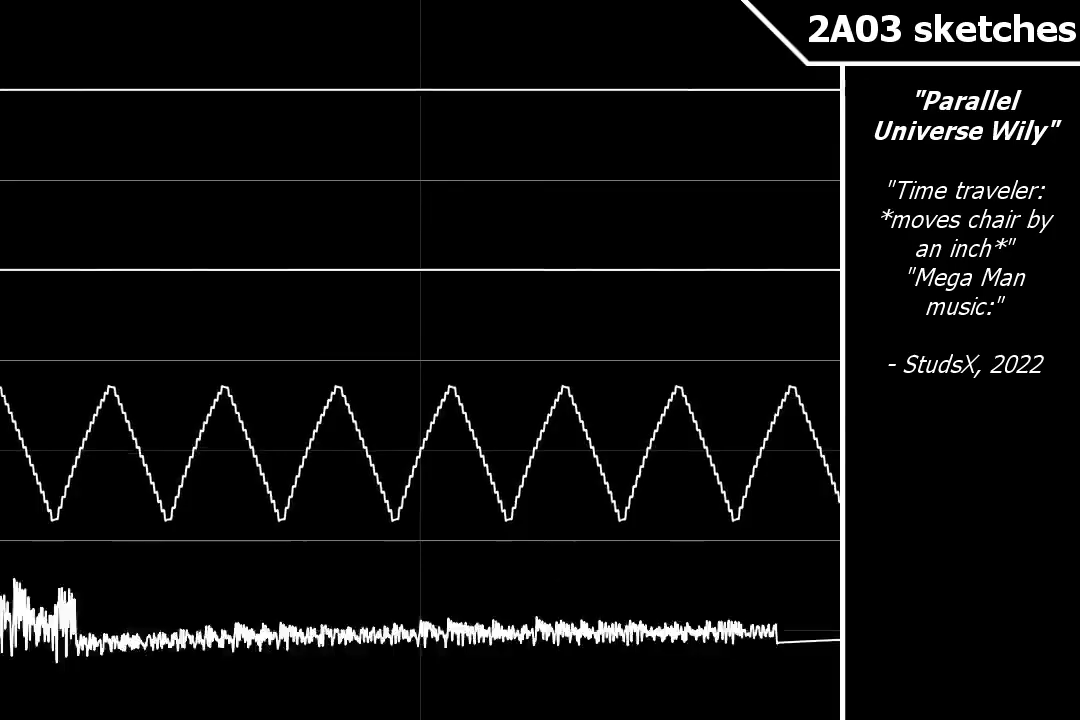 2A03 sketches
"Parallel
Universe Wily"
"Time traveler:
*moves chair by
an inch*"
"Mega Man
music:"
- StudsX, 2022